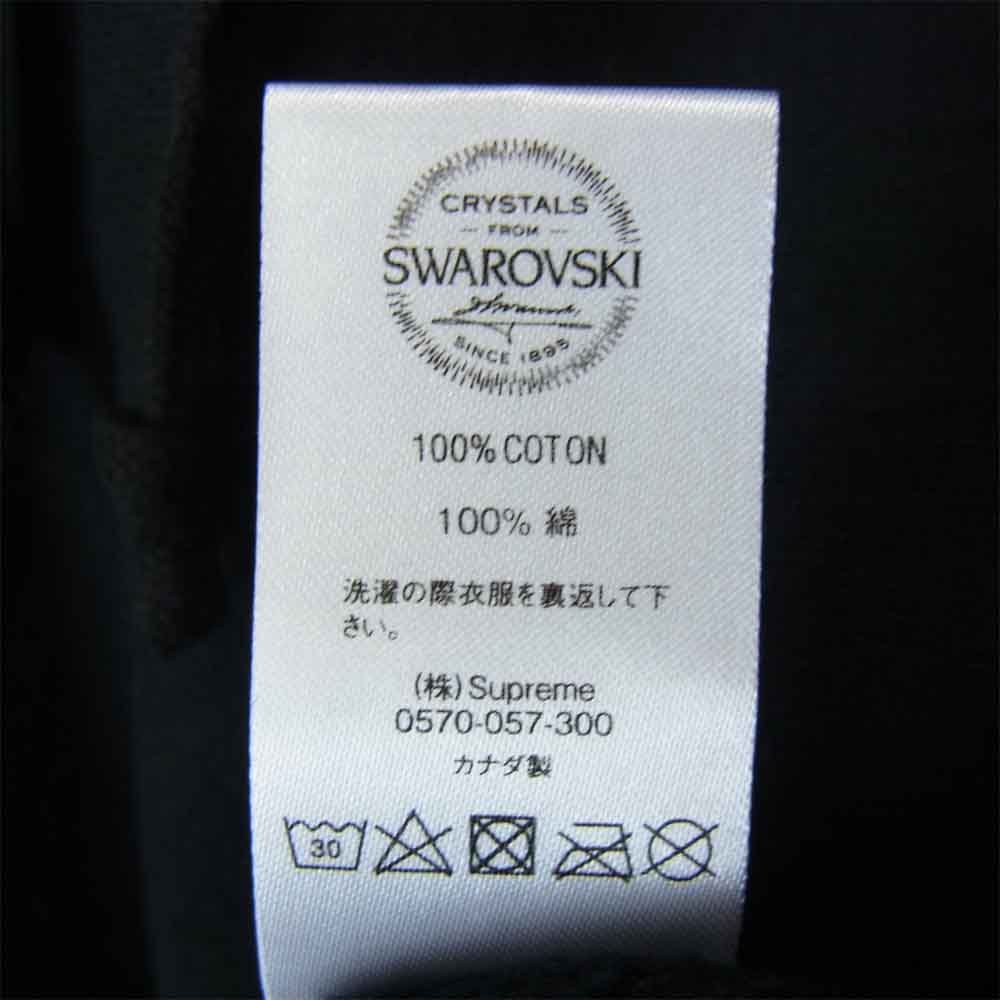 CRYSTALS
— FROM —
SWAROVSKI
SINCE 1895
100% COTON
100% 綿
洗濯の際衣服を裏返して下
さい。
(株) Supreme
0570-057-300
カナダ製
30